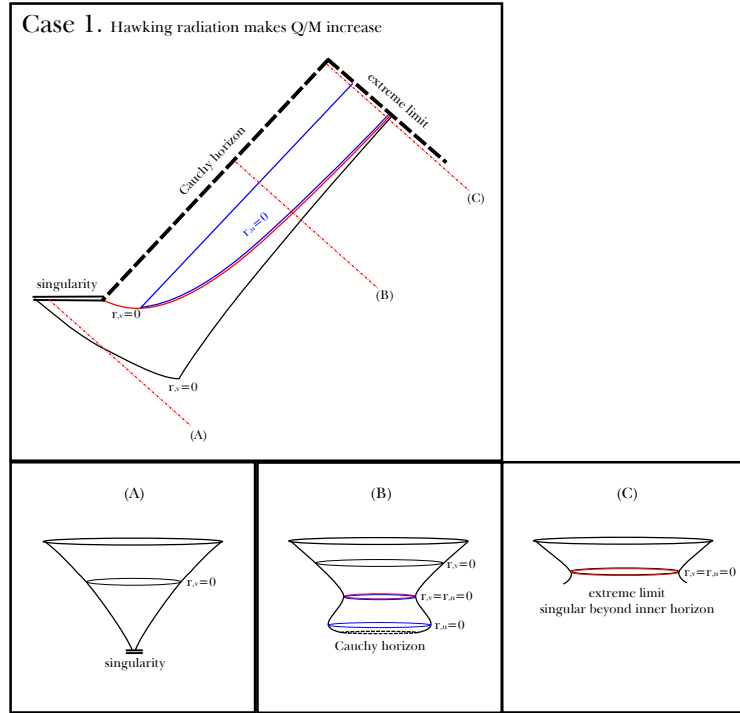 Case 1. Hawking radiation makes Q/M increase
extreme limit
Cauchy horizon
(C)
r,u=0
singularity
(B)
r,v=0
r,v=0
(A)
(A)
(B)
(C)
r,v=0
r,v=0
r,v=r,u=0
r,v=r,u=0
extreme limit
singular beyond inner horizon
r,u=0
Cauchy horizon
singularity